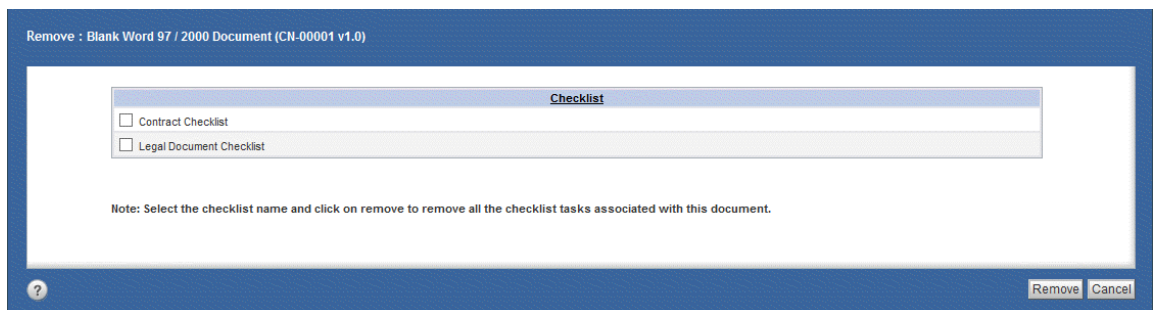 Remove : Blank Word 97 / 2000 Document (CN-00001 v1.0)
Checklist
Contract Checklist
Legal Document Checklist
Note: Select the checklist name and click on remove to remove all the checklist tasks associated with this document.
?
Remove Cancel